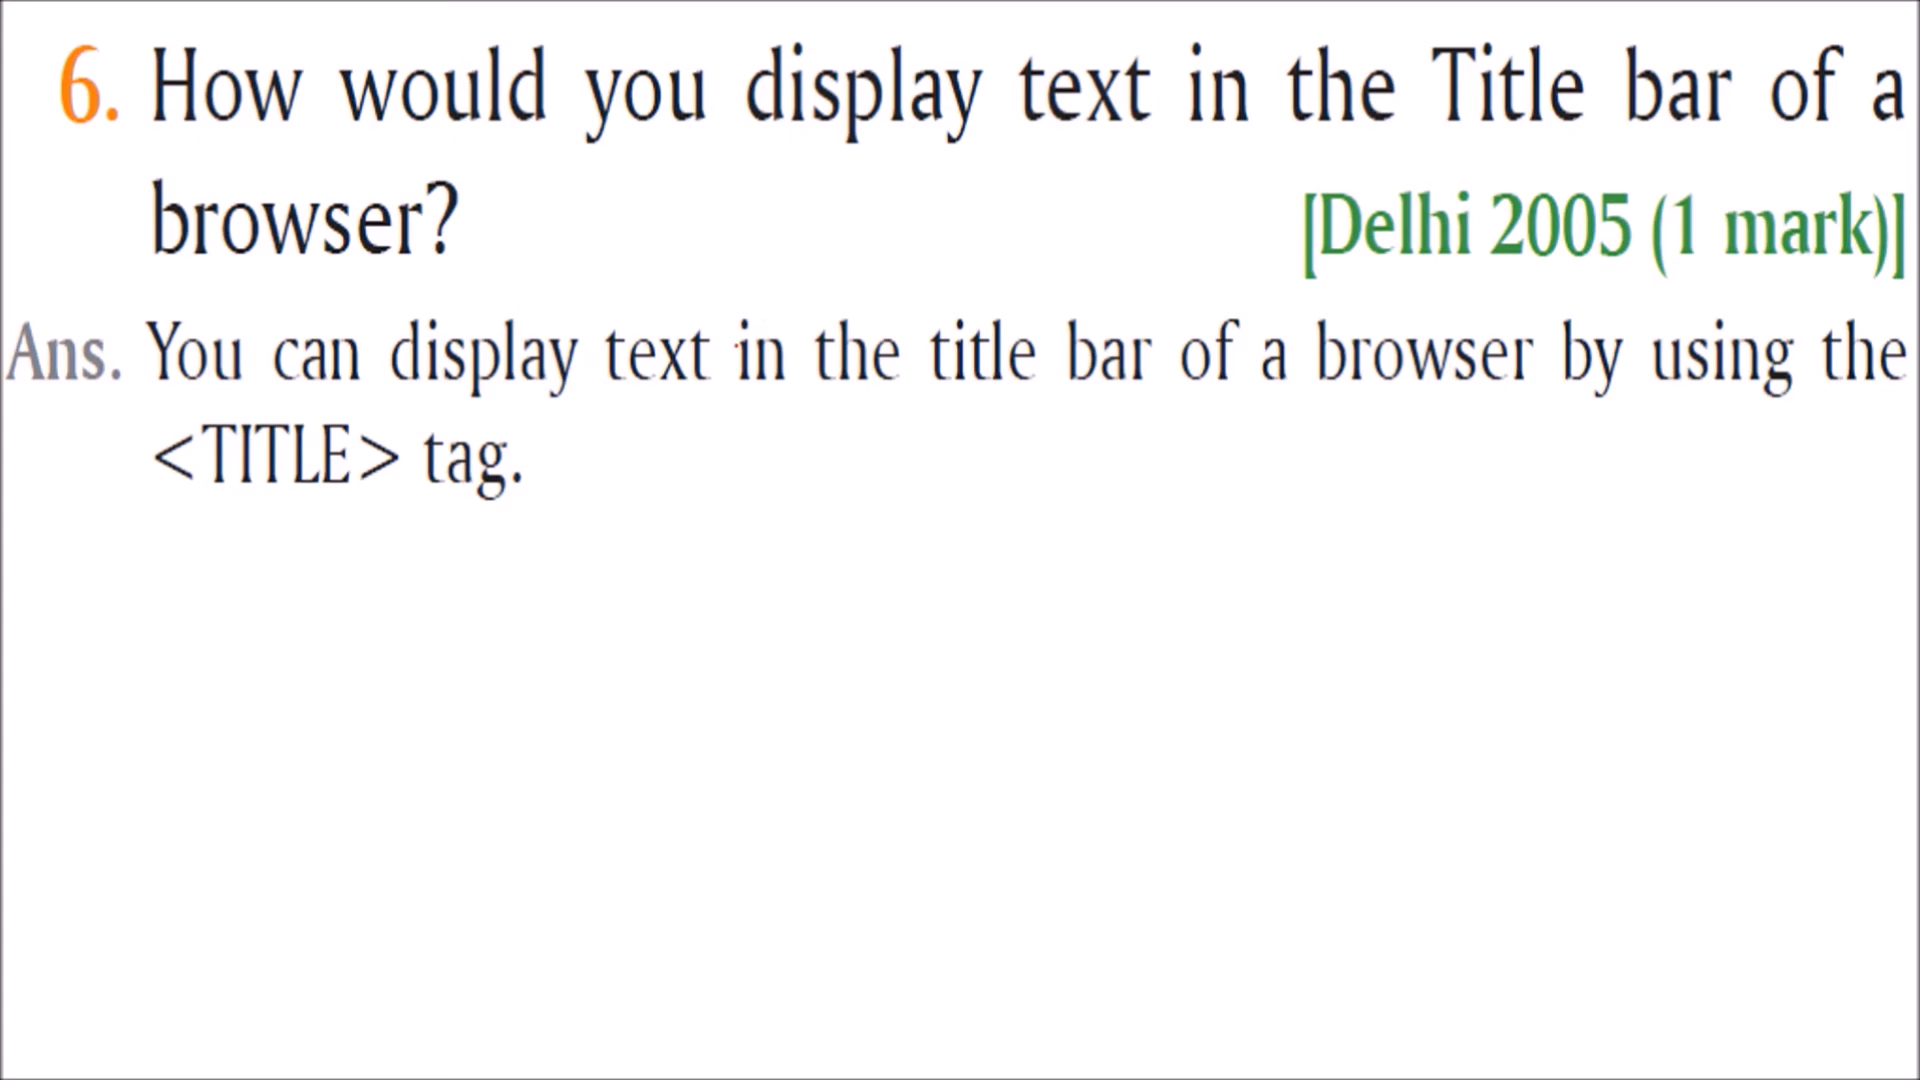 6. How would you display text in the Title bar of a
browser? [Delhi 2005 (1 mark)]
Ans. You can display text in the title bar of a browser by using the
<TITLE> tag.